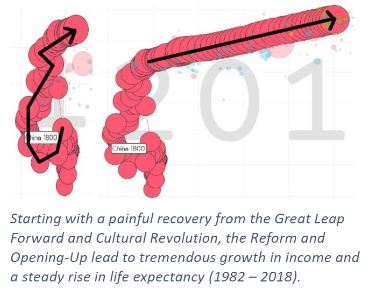 201
China 1800
China 1800
Starting with a painful recovery from the Great Leap
Forward and Cultural Revolution, the Reform and
Opening-Up lead to tremendous growth in income and
a steady rise in life expectancy (1982 – 2018).